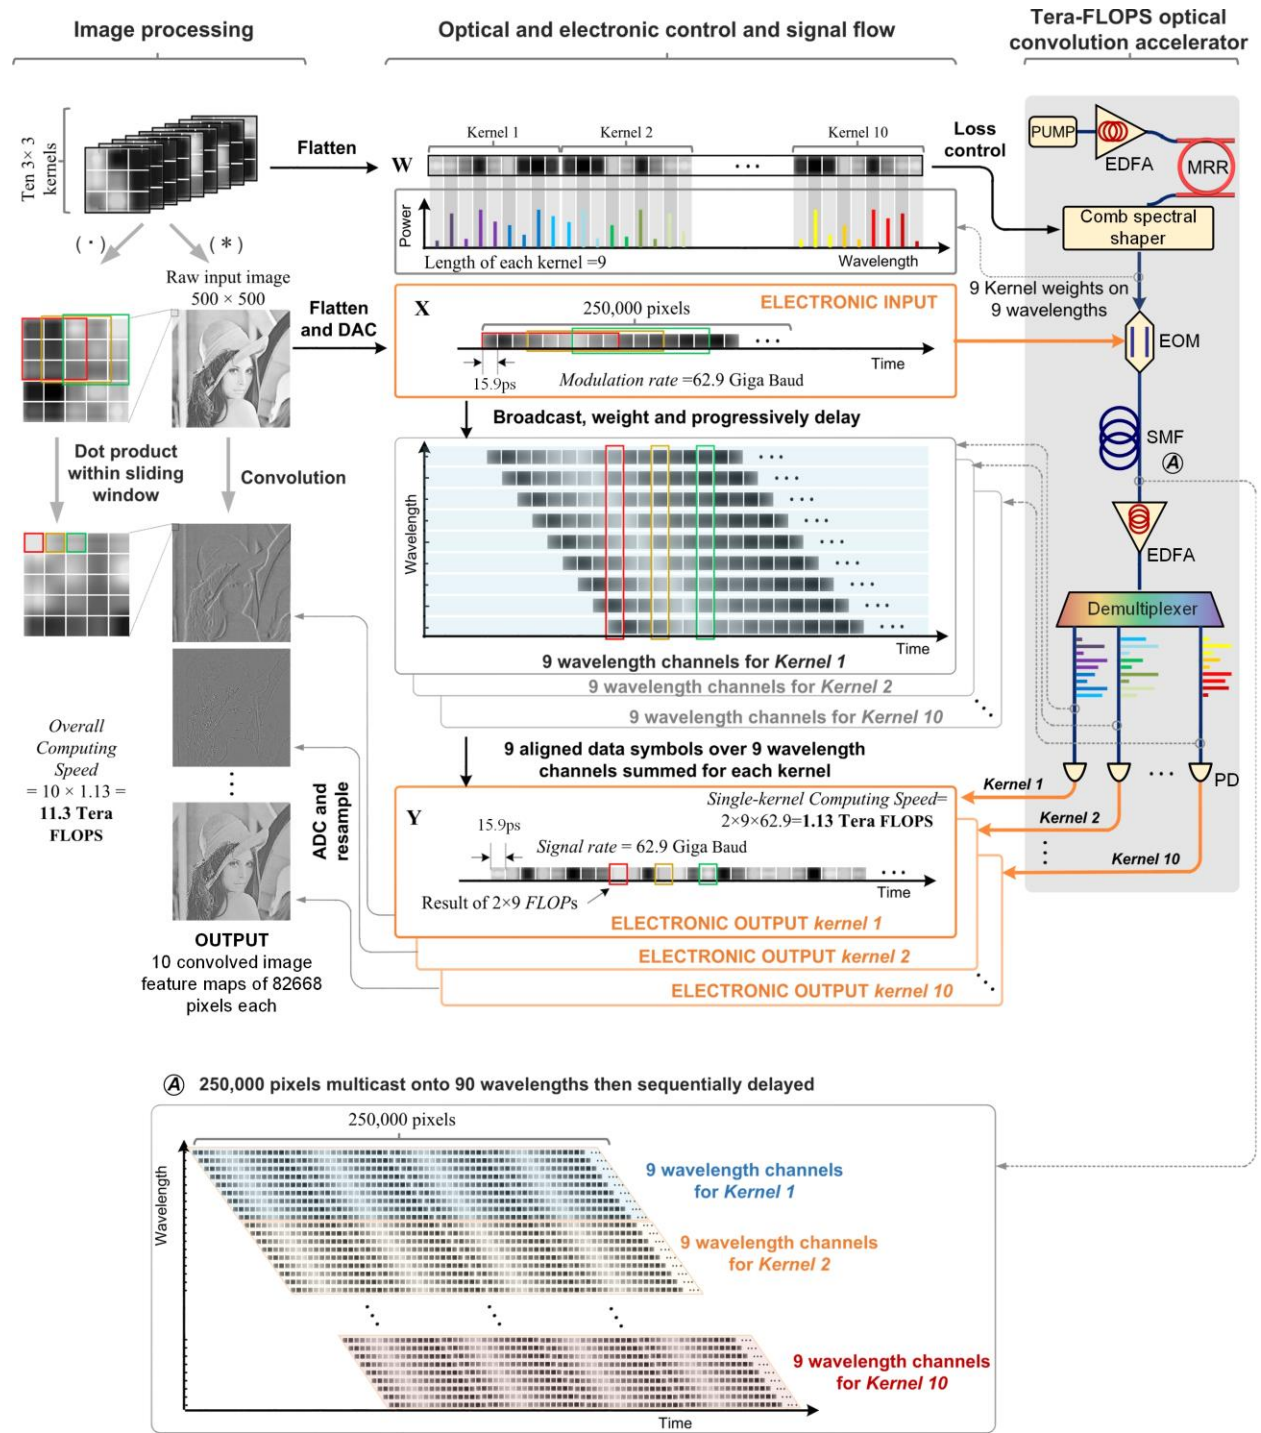 Image processing
Optical and electronic control and signal flow
Tera-FLOPS optical
convolution accelerator
Ten 3× 3
kernels
Flatten
W
Kernel 1
Kernel 2
Kernel 10
...
Power
Length of each kernel =9
Wavelength
Loss
control
PUMP
EDFA
MRR
Comb spectral
shaper
9 Kernel weights on
9 wavelengths
EOM
SMF
A
EDFA
Demultiplexer
PD
Kernel 1
Kernel 2
Kernel 10
( · )
( * )
Raw input image
500 × 500
Flatten
and DAC
X
ELECTRONIC INPUT
250,000 pixels
...
Time
15.9ps
Modulation rate =62.9 Giga Baud
Broadcast, weight and progressively delay
Wavelength
Time
9 wavelength channels for Kernel 1
9 wavelength channels for Kernel 2
9 wavelength channels for Kernel 10
Dot product
within sliding
window
Convolution
9 aligned data symbols over 9 wavelength
channels summed for each kernel
Overall
Computing
Speed
= 10 × 1.13 =
11.3 Tera
FLOPS
ADC and
resample
Y
Single-kernel Computing Speed=
2×9×62.9=1.13 Tera FLOPS
15.9ps
Signal rate = 62.9 Giga Baud
...
Time
Result of 2×9 FLOPs
ELECTRONIC OUTPUT kernel 1
ELECTRONIC OUTPUT kernel 2
ELECTRONIC OUTPUT kernel 10
OUTPUT
10 convolved image
feature maps of 82668
pixels each
A 250,000 pixels multicast onto 90 wavelengths then sequentially delayed
250,000 pixels
Wavelength
9 wavelength channels
for Kernel 1
9 wavelength channels
for Kernel 2
9 wavelength channels
for Kernel 10
Time